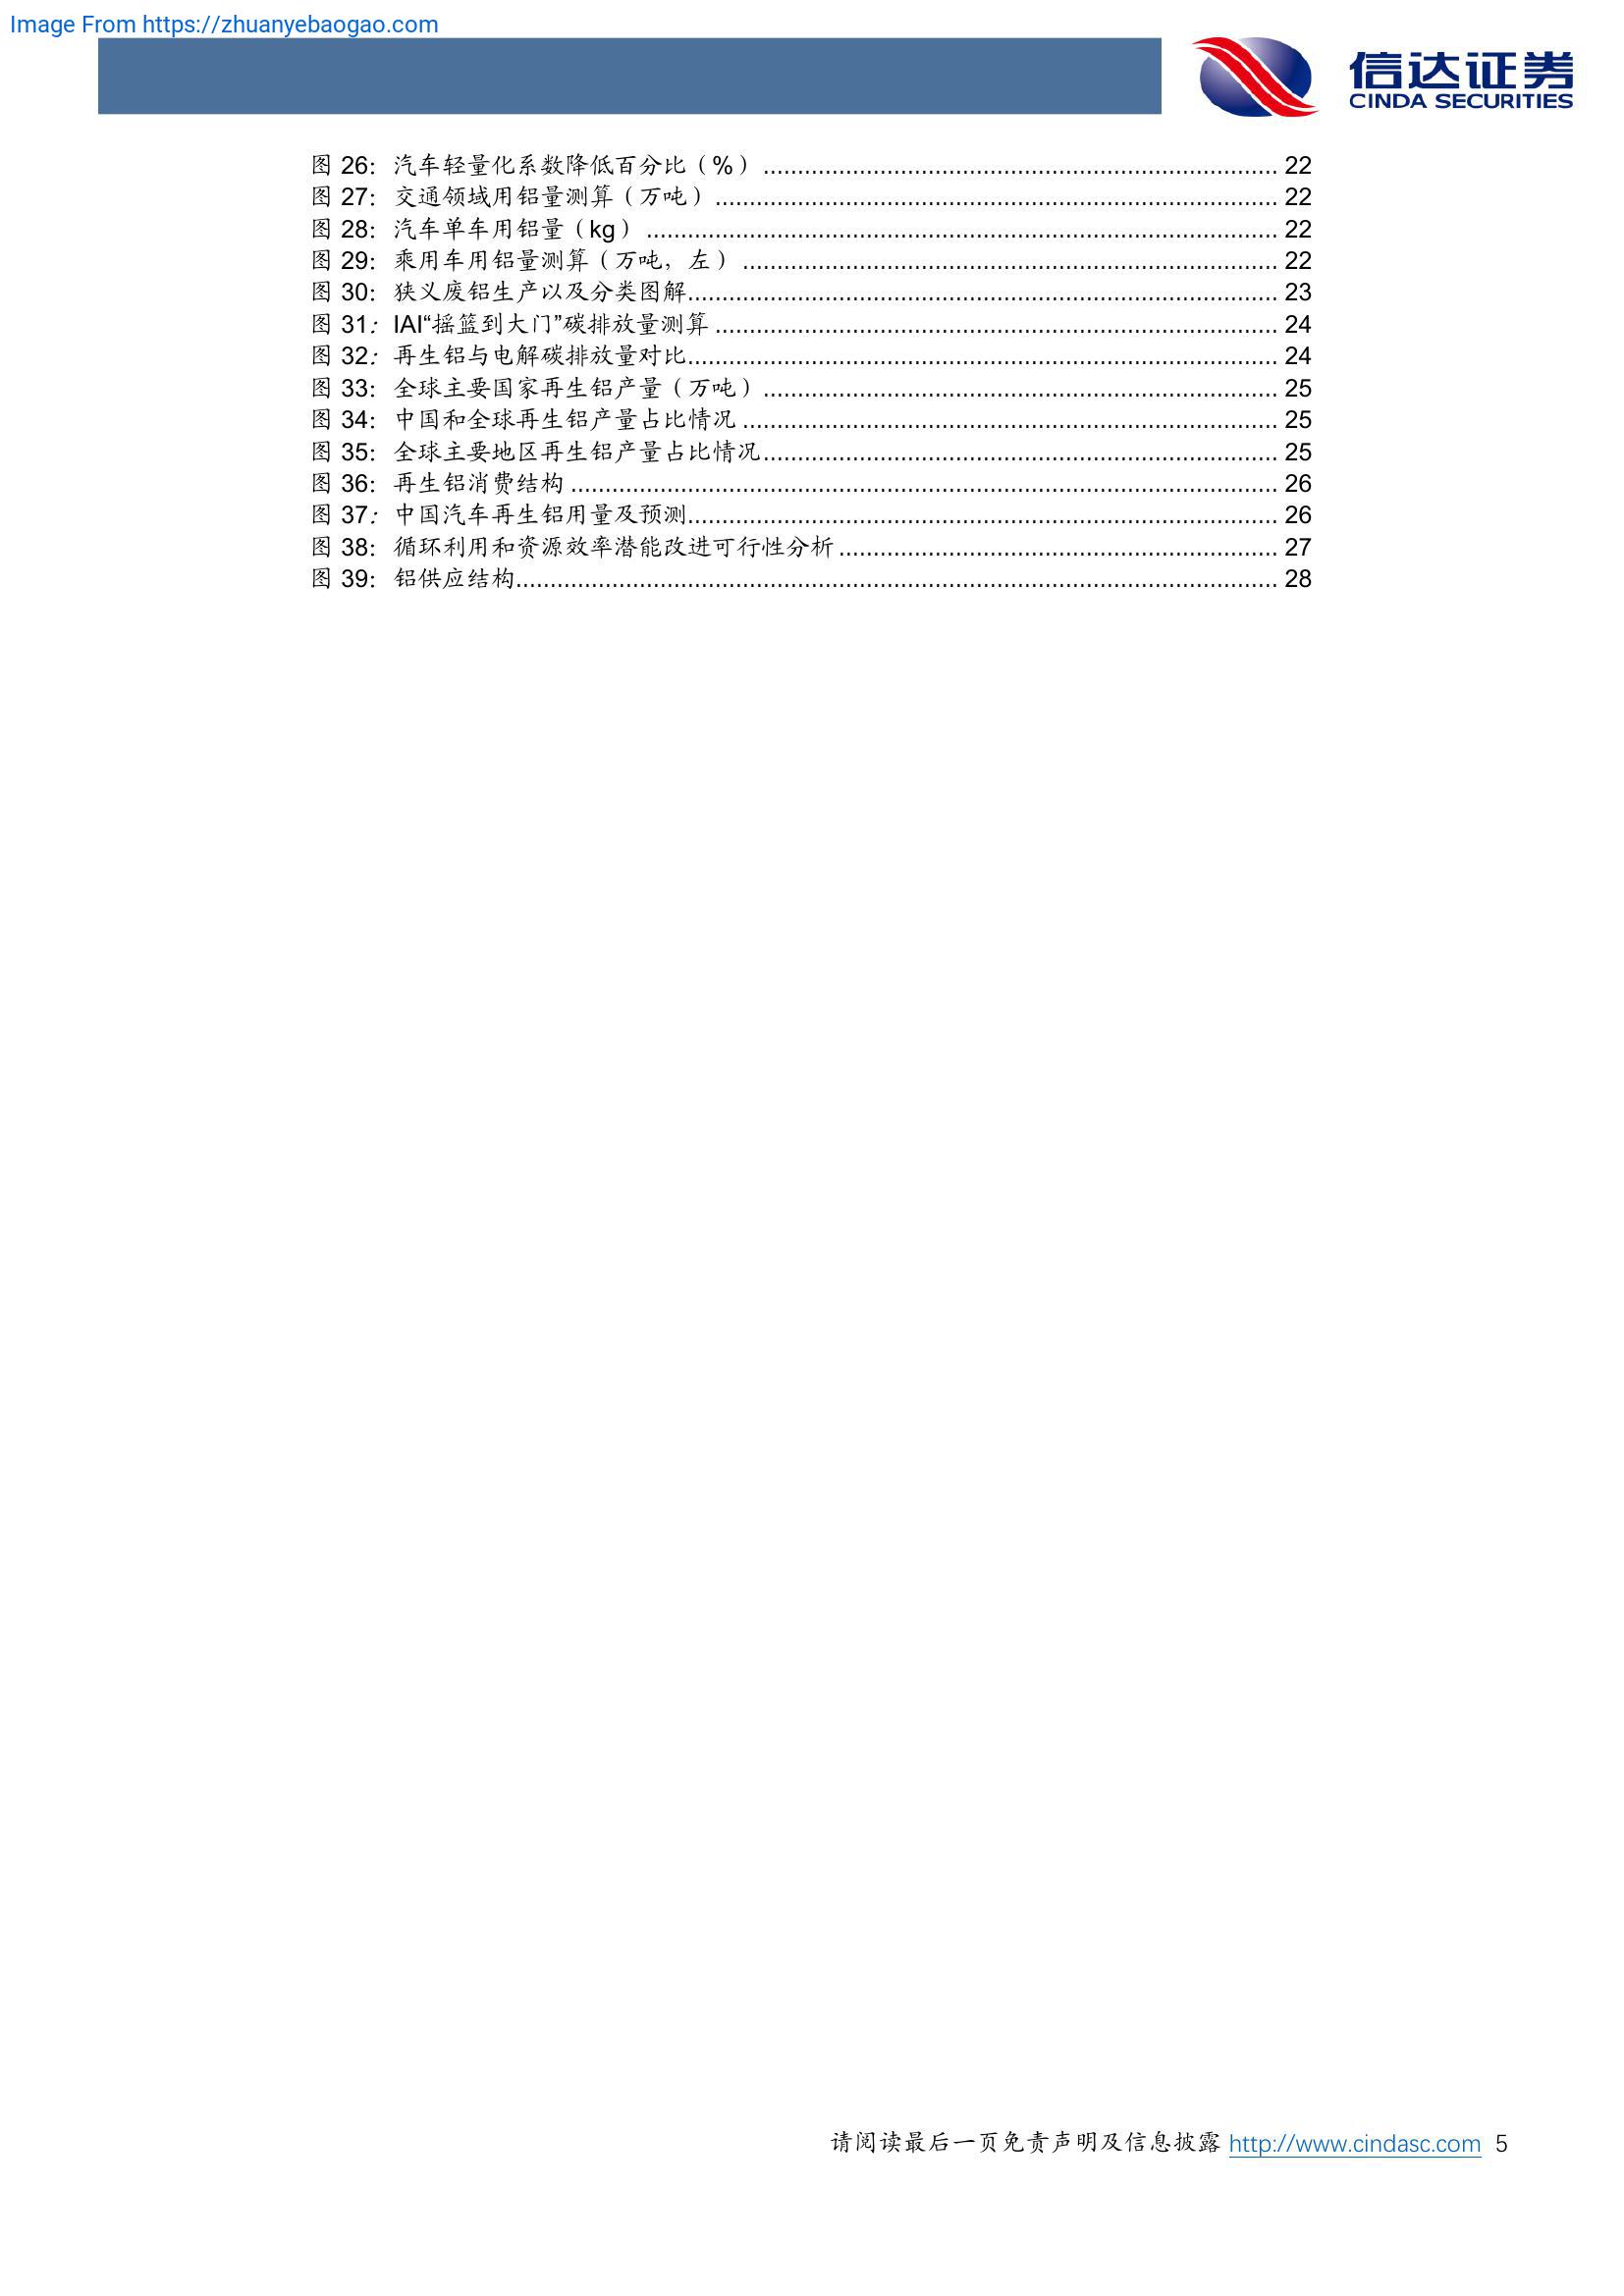 Image From https://zhuanyebaogao.com
信达证券
CINDA SECURITIES
图 26：汽车轻量化系数降低百分比（%）........................................ 22
图 27：交通领域用铝量测算（万吨）........................................ 22
图 28：汽车单车用铝量（kg）........................................ 22
图 29：乘用车用铝量测算（万吨，左）........................................ 22
图 30：狭义废铝生产以及分类图解........................................ 23
图 31：IAI“摇篮到大门”碳排放量测算........................................ 24
图 32：再生铝与电解碳排放量对比........................................ 24
图 33：全球主要国家再生铝产量（万吨）........................................ 25
图 34：中国和全球再生铝产量占比情况........................................ 25
图 35：全球主要地区再生铝产量占比情况........................................ 25
图 36：再生铝消费结构........................................ 26
图 37：中国汽车再生铝用量及预测........................................ 26
图 38：循环利用和资源效率潜能改进可行性分析........................................ 27
图 39：铝供应结构........................................ 28
请阅读最后一页免责声明及信息披露 http://www.cindasc.com 5